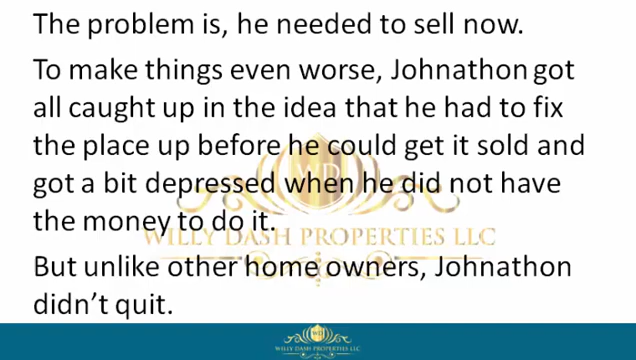 The problem is, he needed to sell now.
To make things even worse, Johnathon got
all caught up in the idea that he had to fix
the place up before he could get it sold and
got a bit depressed when he did not have
the money to do it.
WILLY DASH PROPERTIES LLC
But unlike other home owners, Johnathon
didn't quit.
WILLY DASH PROPERTIES LLC